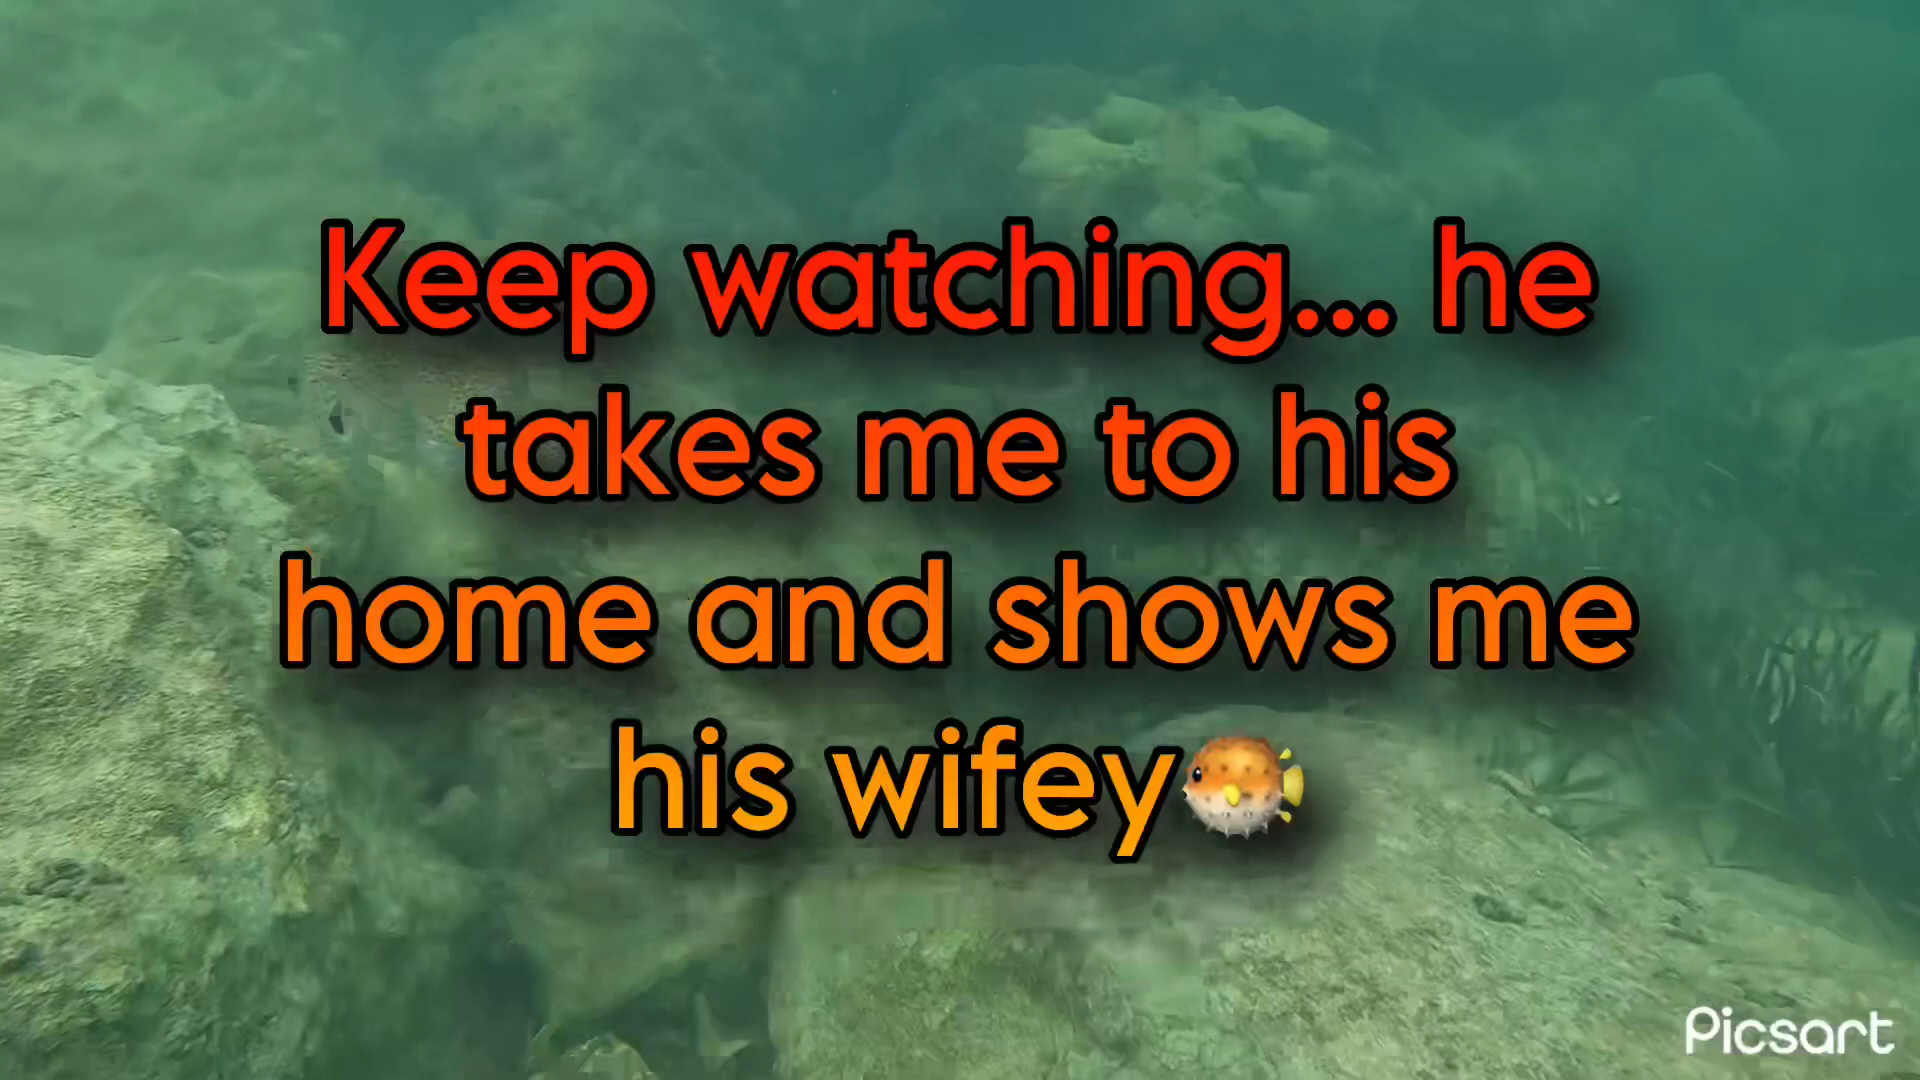 Keep watching... he
takes me to his
home and shows me
his wifey🐡
Picsart